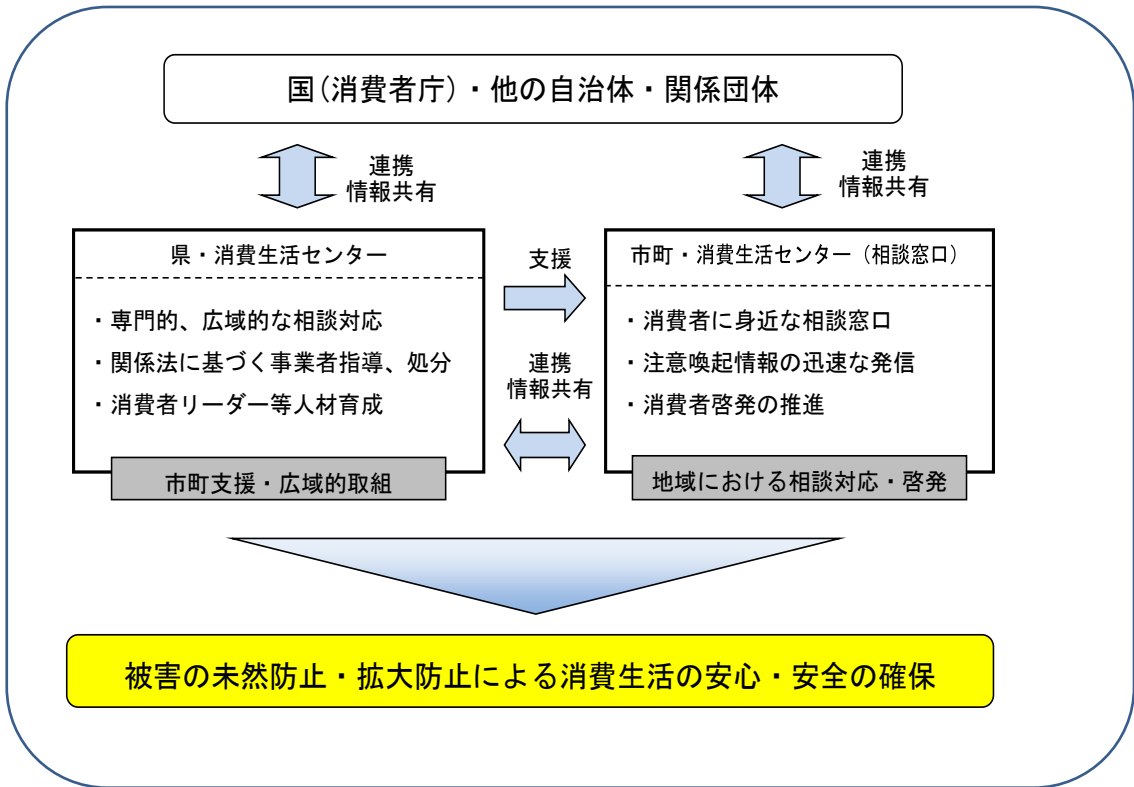 国(消費者庁)・他の自治体・関係団体
連携
情報共有
連携
情報共有
県・消費生活センター
・専門的、広域的な相談対応
・関係法に基づく事業者指導、処分
・消費者リーダー等人材育成
市町支援・広域的取組
支援
連携
情報共有
市町・消費生活センター(相談窓口)
・消費者に身近な相談窓口
・注意喚起情報の迅速な発信
・消費者啓発の推進
地域における相談対応・啓発
被害の未然防止・拡大防止による消費生活の安心・安全の確保